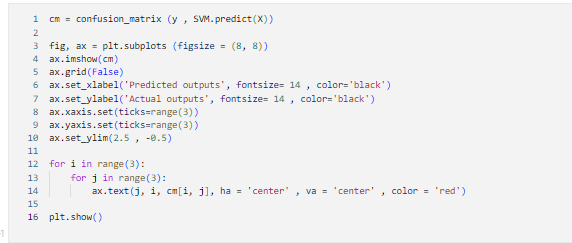 1 cm = confusion_matrix (y , SVM.predict(X))
2
3 fig, ax = plt.subplots (figsize = (8, 8))
4 ax.imshow(cm)
5 ax.grid(False)
6 ax.set_xlabel('Predicted outputs', fontsize= 14 , color='black')
7 ax.set_ylabel('Actual outputs', fontsize= 14 , color='black')
8 ax.xaxis.set(ticks=range(3))
9 ax.yaxis.set(ticks=range(3))
10 ax.set_ylim(2.5 , -0.5)
11
12 for i in range(3):
13     for j in range(3):
14         ax.text(j, i, cm[i, j], ha = 'center' , va = 'center' , color = 'red')
15
16 plt.show()